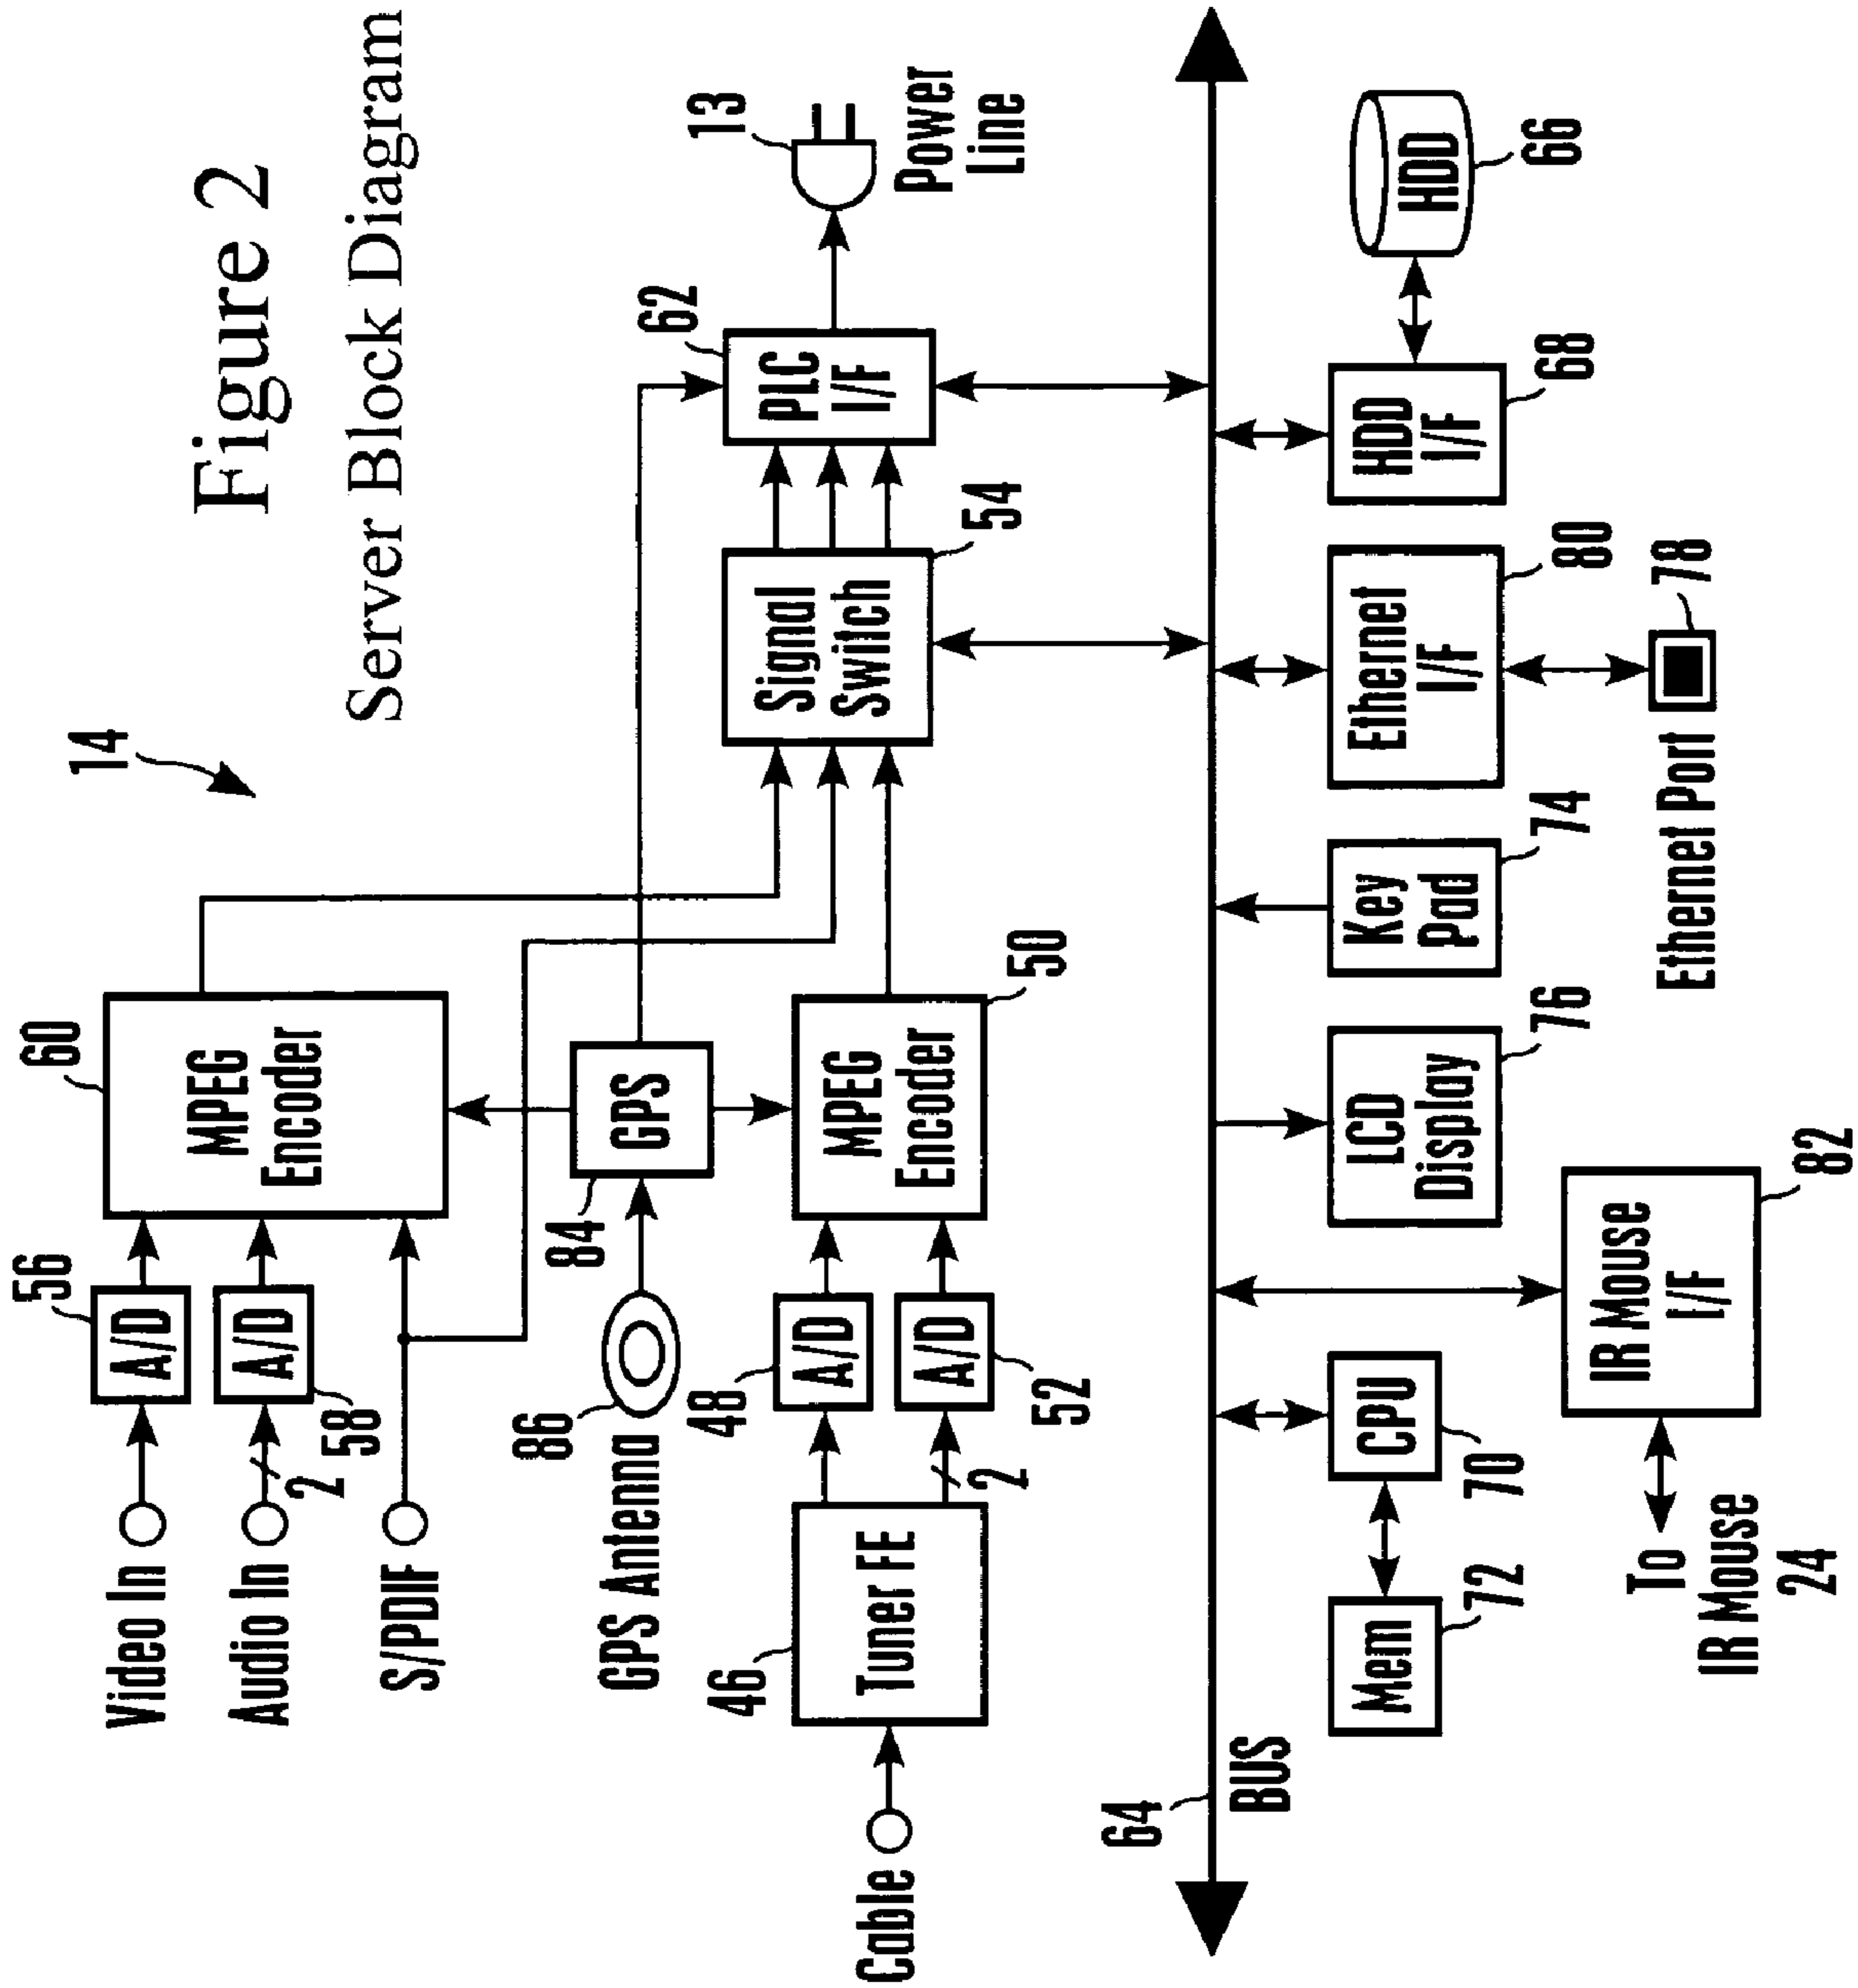 Figure 2
Server Block Diagram
14
Video In
56
A/D
60
MPEG
Encoder
Audio In
2
A/D
58
S/PDIF
GPS Antenna
86
84
GPS
62
PLC
I/F
13
Power
Line
Signal
Switch
54
Cable
46
Tuner FE
48
A/D
2
A/D
52
MPEG
Encoder
50
64
BUS
Mem
72
CPU
70
LCD
Display
76
Key
Pad
74
Ethernet
I/F
80
HDD
I/F
68
HDD
66
To
IR Mouse
24
IR Mouse
I/F
82
Ethernet Port
78